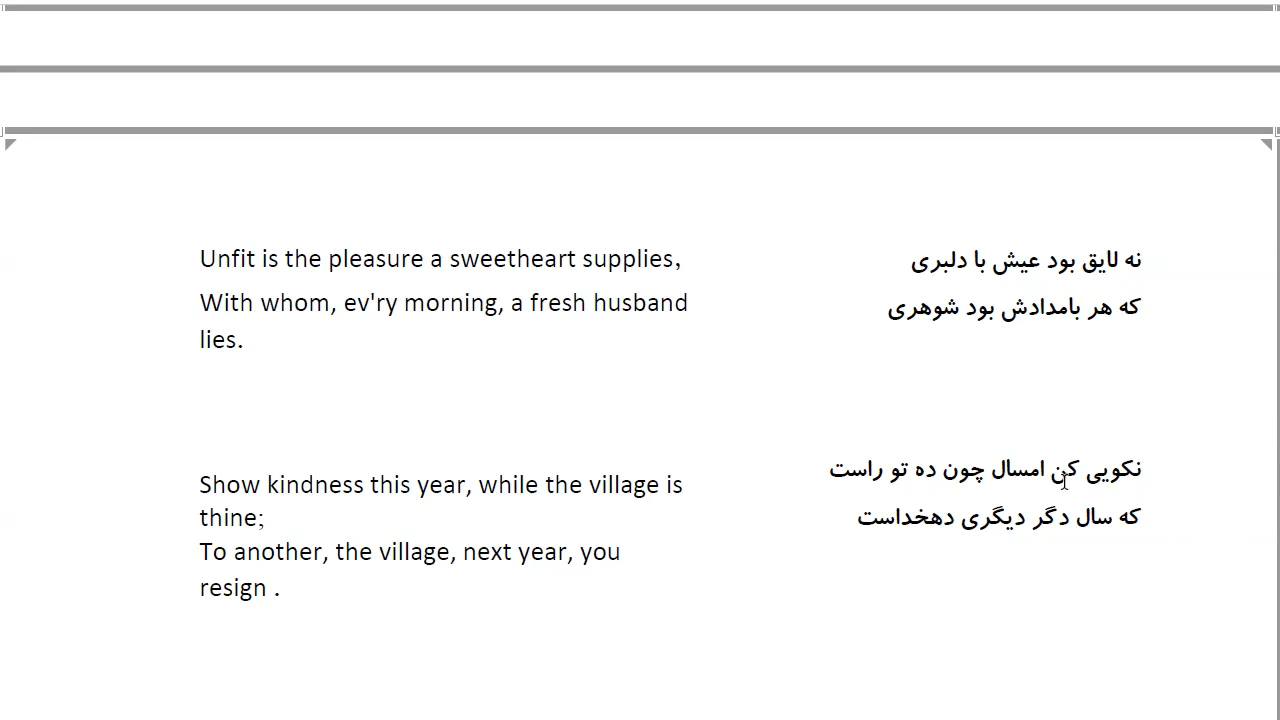 Unfit is the pleasure a sweetheart supplies,
With whom, ev'ry morning, a fresh husband
lies.
نه لایق بود عیش با دلبری
که هر بامدادش بود شوهری
Show kindness this year, while the village is
thine;
To another, the village, next year, you
resign .
نکویی کن امسال چون ده تو راست
که سال دگر دیگری دهخداست